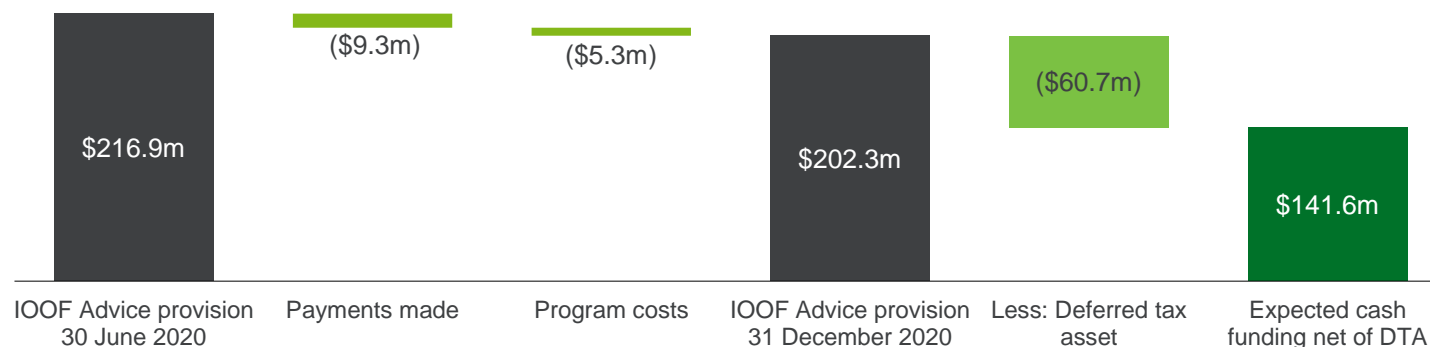 ($9.3m)
($5.3m)
($60.7m)
$216.9m
$202.3m
$141.6m
IOOF Advice provision
30 June 2020
Payments made
Program costs
IOOF Advice provision
31 December 2020
Less: Deferred tax
asset
Expected cash
funding net of DTA